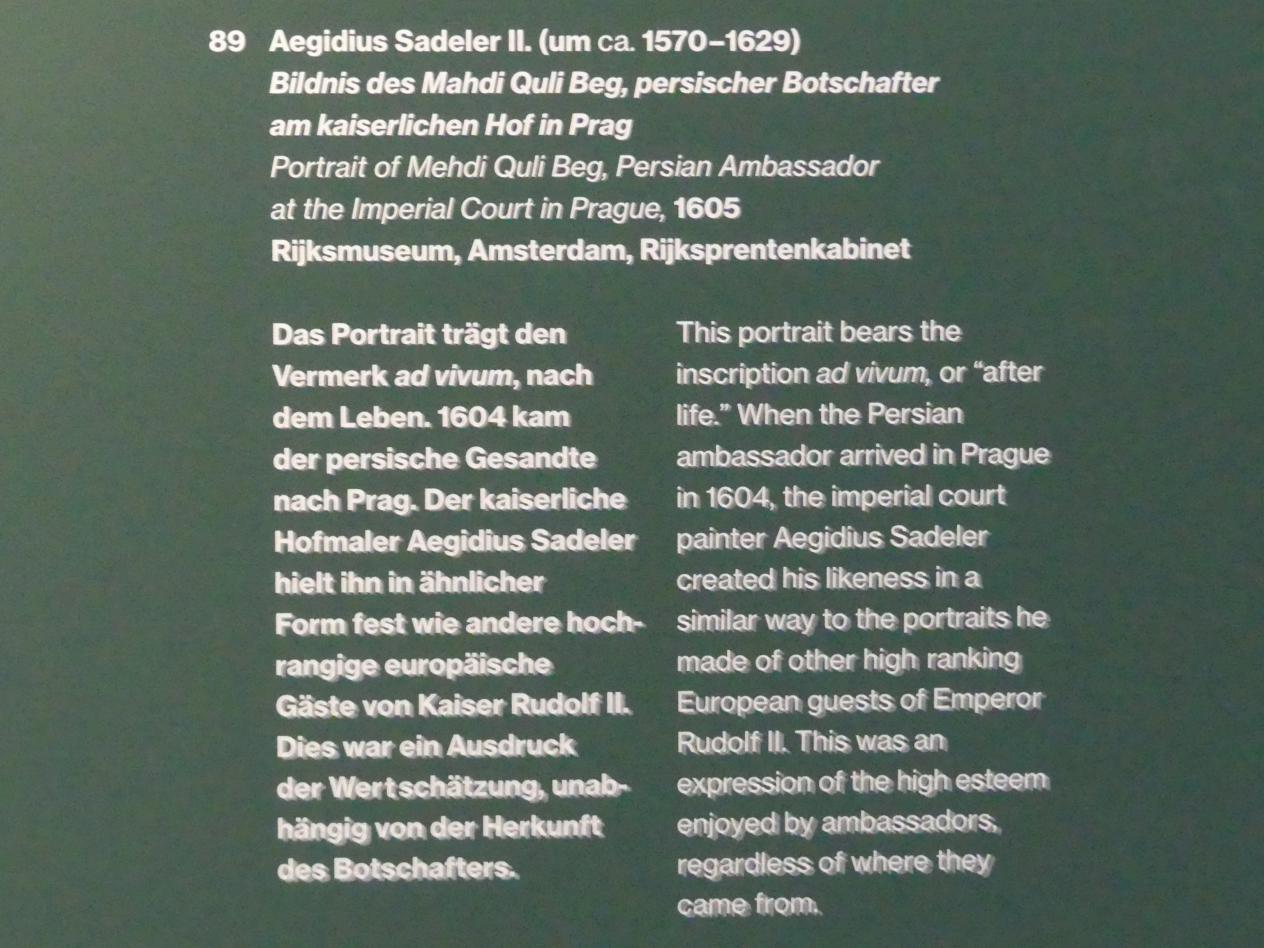 89 Aegidius Sadeler II. (um ca. 1570–1629)
Bildnis des Mahdi Quli Beg, persischer Botschafter
am kaiserlichen Hof in Prag
Portrait of Mehdi Quli Beg, Persian Ambassador
at the Imperial Court in Prague, 1605
Rijksmuseum, Amsterdam, Rijksprentenkabinet
Das Portrait trägt den
Vermerk ad vivum, nach
dem Leben. 1604 kam
der persische Gesandte
nach Prag. Der kaiserliche
Hofmaler Aegidius Sadeler
hielt ihn in ähnlicher
Form fest wie andere hoch-
rangige europäische
Gäste von Kaiser Rudolf II.
Dies war ein Ausdruck
der Wertschätzung, unab-
hängig von der Herkunft
des Botschafters.
This portrait bears the
inscription ad vivum, or “after
life.” When the Persian
ambassador arrived in Prague
in 1604, the imperial court
painter Aegidius Sadeler
created his likeness in a
similar way to the portraits he
made of other high ranking
European guests of Emperor
Rudolf II. This was an
expression of the high esteem
enjoyed by ambassadors,
regardless of where they
came from.